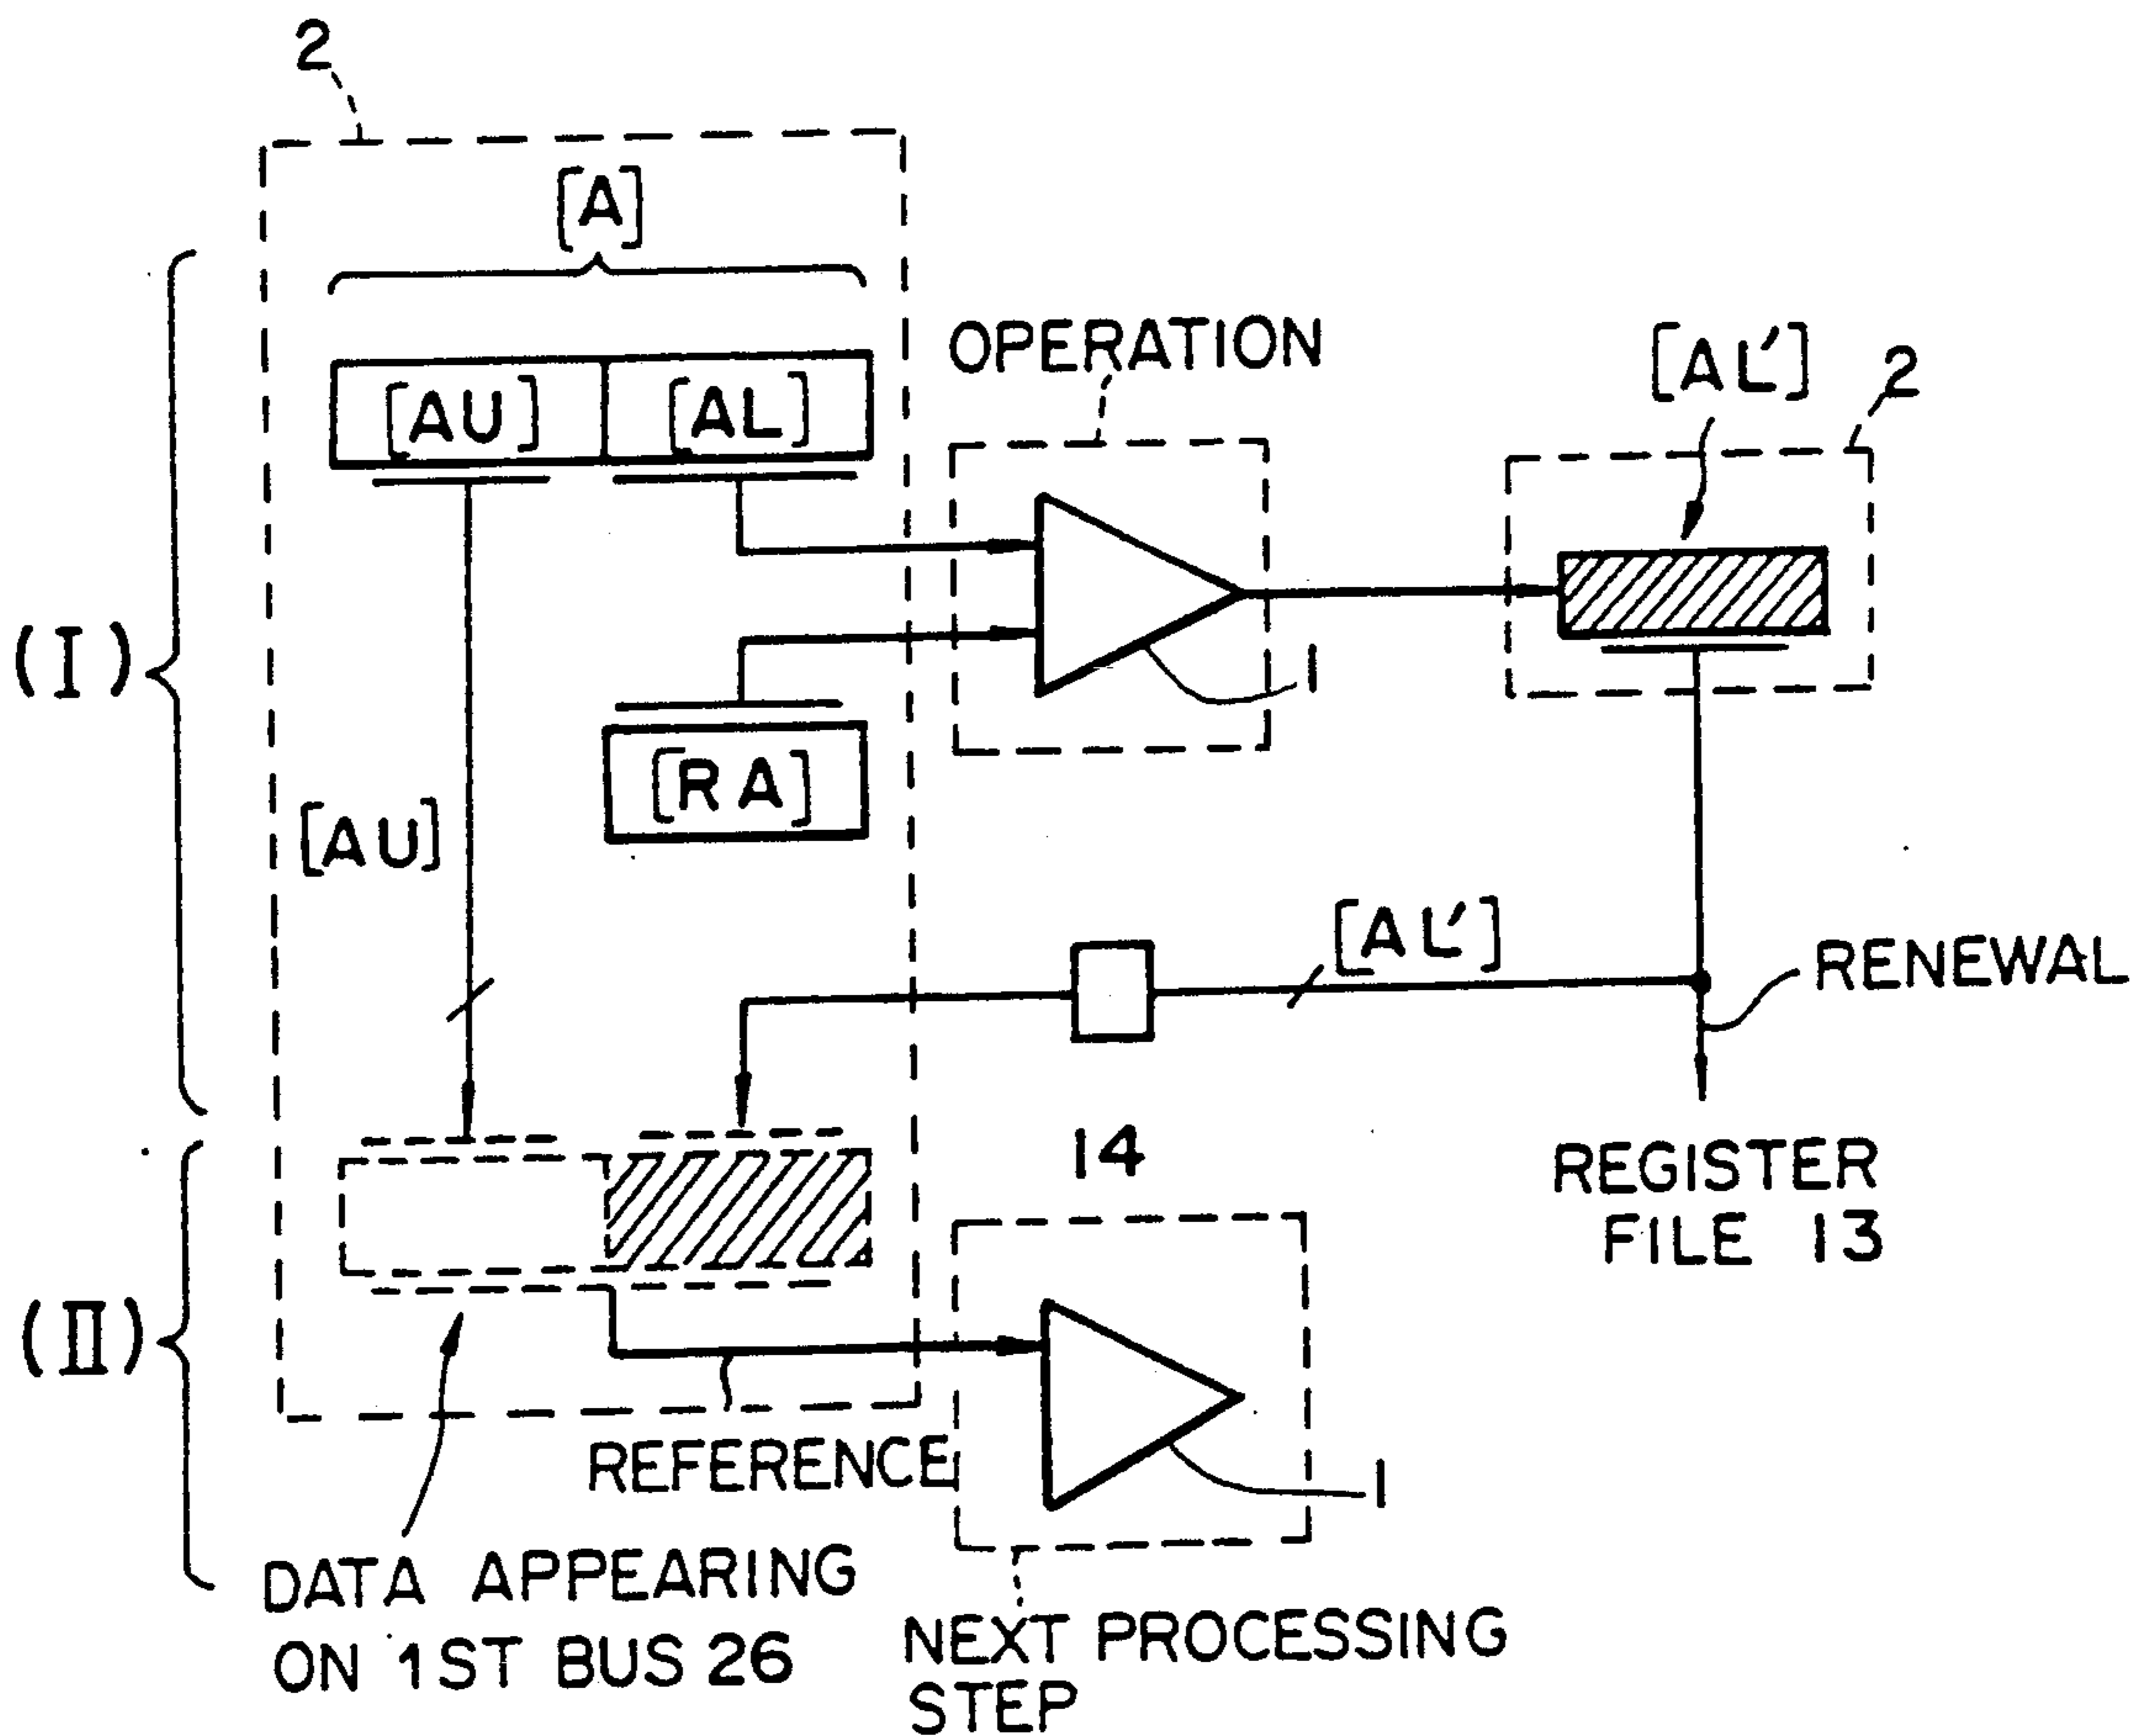 2
[A]
[AU]
[AL]
OPERATION
[AL']
2
(I)
1
[RA]
[AU]
[AL']
RENEWAL
14
REGISTER
FILE 13
(II)
REFERENCE
1
DATA APPEARING
ON 1ST BUS 26
NEXT PROCESSING
STEP